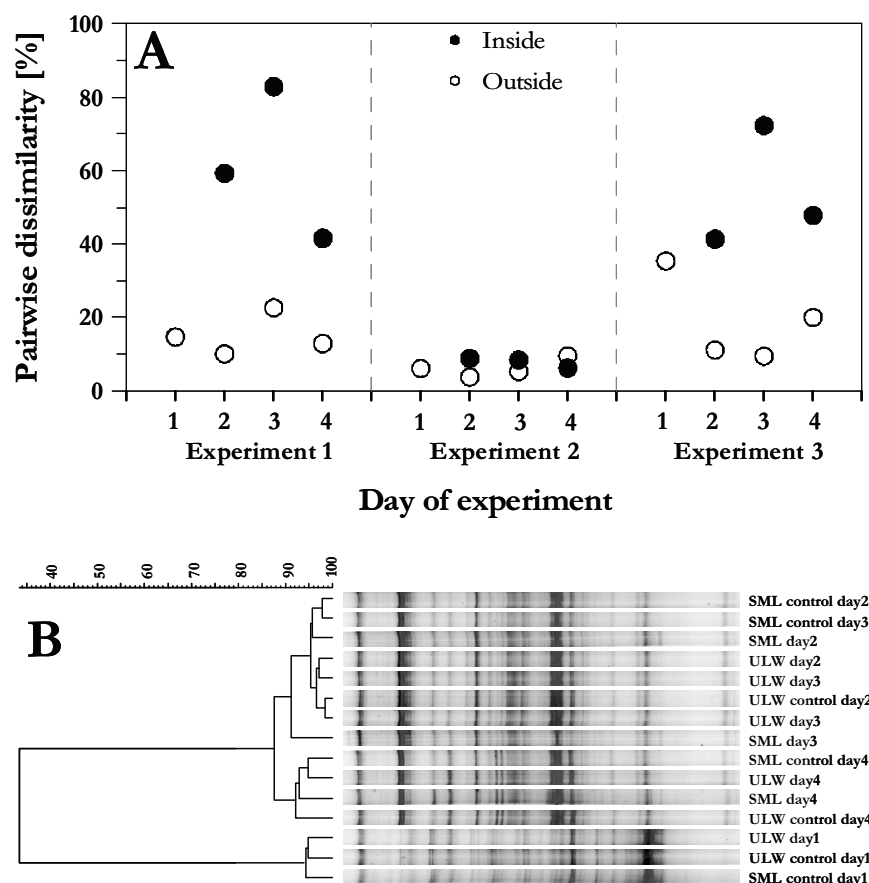 A
Inside
Outside
Pairwise dissimilarity [%]
100
80
60
40
20
0
1 2 3 4 1 2 3 4 1 2 3 4
Experiment 1 Experiment 2 Experiment 3
Day of experiment
40 50 60 70 80 90 100
B
SML control day2
SML control day3
SML day2
ULW day2
ULW day3
ULW control day2
ULW day3
SML day3
SML control day4
ULW day4
SML day4
ULW control day4
ULW day1
ULW control day1
SML control day1